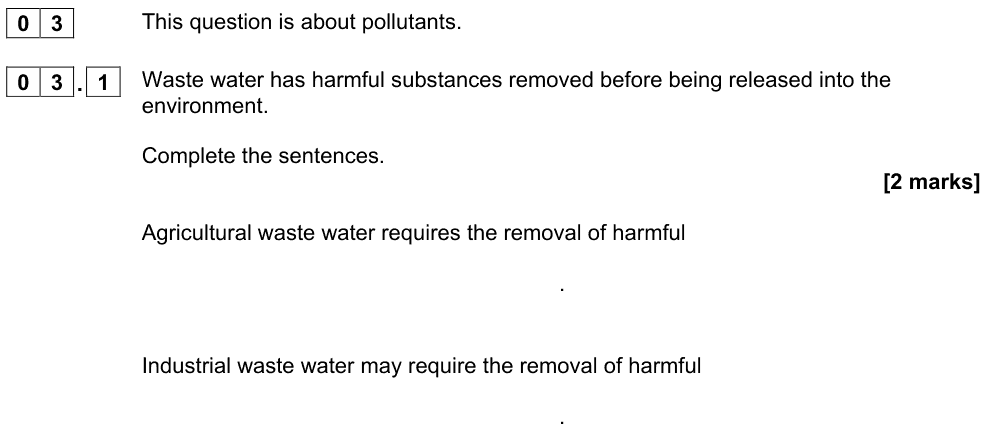 0 3 This question is about pollutants.
0 3 . 1 Waste water has harmful substances removed before being released into the
environment.
Complete the sentences.
[2 marks]
Agricultural waste water requires the removal of harmful
.
Industrial waste water may require the removal of harmful
.